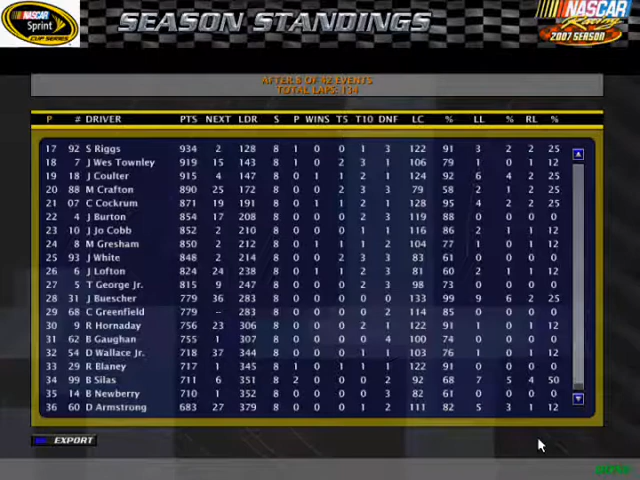 NASCAR
Sprint
CUP SERIES
SEASON STANDINGS
NASCAR
Racing
2007 SEASON
AFTER 8 OF 42 EVENTS
TOTAL LAPS: 134
P # DRIVER PTS NEXT LDR S P WINS T5 T10 DNF LC % LL % RL %
17 92 S Riggs 934 2 128 8 1 0 0 1 3 122 91 3 2 2 25
18 7 J Wes Townley 919 15 143 8 1 0 2 3 1 106 79 1 0 1 12
19 18 J Coulter 915 4 147 8 0 1 1 2 1 124 92 6 4 2 25
20 88 M Crafton 890 25 172 8 0 0 2 3 3 79 58 2 1 2 25
21 07 C Cockrum 871 19 191 8 0 1 1 2 1 128 95 4 2 2 25
22 4 J Burton 854 17 208 8 0 0 0 2 3 119 88 0 0 0 0
23 10 J Jo Cobb 852 2 210 8 0 0 0 1 1 116 86 2 1 1 12
24 8 M Gresham 850 2 212 8 0 1 1 1 2 104 77 1 0 1 12
25 93 J White 848 2 214 8 0 0 2 3 3 83 61 0 0 0 0
26 6 J Lofton 824 24 238 8 0 1 1 2 3 81 60 2 1 1 12
27 5 T George Jr. 815 9 247 8 0 0 0 2 3 98 73 0 0 0 0
28 31 J Buescher 779 36 283 8 0 0 0 0 0 133 99 9 6 2 25
29 68 C Greenfield 779 -- 283 8 0 0 0 0 2 114 85 0 0 0 0
30 9 R Hornaday 756 23 306 8 0 0 0 2 1 122 91 1 0 1 12
31 62 B Gaughan 755 1 307 8 0 0 0 0 4 100 74 0 0 0 0
32 54 D Wallace Jr. 718 37 344 8 0 0 0 1 1 103 76 1 0 1 12
33 29 R Blaney 717 1 345 8 1 0 1 1 0 122 91 0 0 0 0
34 99 B Silas 711 6 351 8 2 0 0 0 2 92 68 7 5 4 50
35 14 B Newberry 710 1 352 8 0 0 0 0 3 82 61 0 0 0 0
36 60 D Armstrong 683 27 379 8 0 0 0 1 2 111 82 5 3 1 12
EXPORT